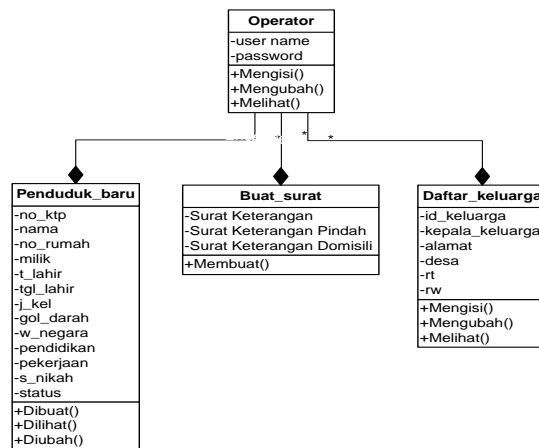 Operator
-user name
-password
+Mengisi()
+Mengubah()
+Melihat()
* *
Penduduk_baru
-no_ktp
-nama
-no_rumah
-milik
-t_lahir
-tgl_lahir
-j_kel
-gol_darah
-w_negara
-pendidikan
-pekerjaan
-s_nikah
-status
+Dibuat()
+Dilihat()
+Diubah()
Buat_surat
-Surat Keterangan
-Surat Keterangan Pindah
-Surat Keterangan Domisili
+Membuat()
Daftar_keluarga
-id_keluarga
-kepala_keluarga
-alamat
-desa
-rt
-rw
+Mengisi()
+Mengubah()
+Melihat()